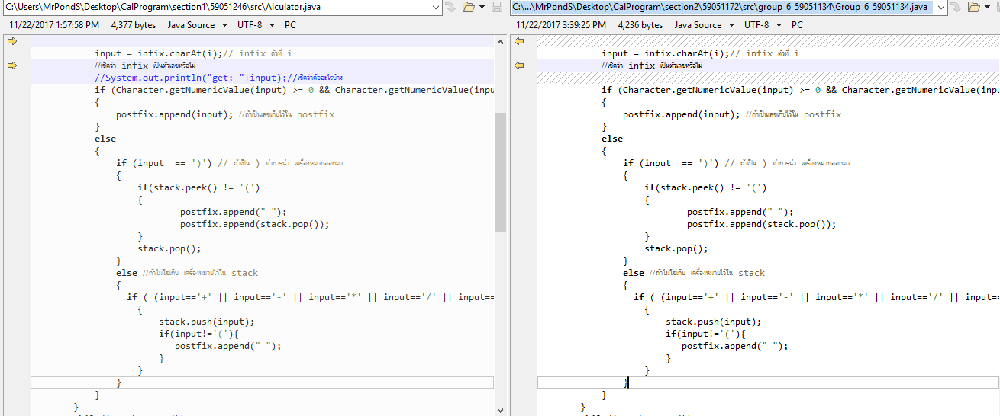 C:\Users\MrPondS\Desktop\CalProgram\section1\59051246\src\Alculator.java
11/22/2017 1:57:58 PM 4,377 bytes Java Source UTF-8 PC
input = infix.charAt(i);// infix ตัวที่ i
//เช็คว่า infix เป็นตัวเลขหรือไม่
//System.out.println("get: "+input);//เช็คว่าคืออะไรบ้าง
if (Character.getNumericValue(input) >= 0 && Character.getNumericValue(inpu
{
postfix.append(input); //ถ้าเป็นเลขเก็บไว้ใน postfix
}
else
{
if (input == ')') // ถ้าเป็น ) ทำการนำ เครื่องหมายออกมา
{
if(stack.peek() != '(')
{
postfix.append(" ");
postfix.append(stack.pop());
}
stack.pop();
}
else //ถ้าไม่ใช่เก็บ เครื่องหมายไว้ใน stack
{
if ( (input=='+' || input=='-' || input=='*' || input=='/' || input==
{
stack.push(input);
if(input!='('){
postfix.append(" ");
}
}
}
}
}
C:\...\MrPondS\Desktop\CalProgram\section2\59051172\src\group_6_59051134\Group_6_59051134.java
11/22/2017 3:39:25 PM 4,236 bytes Java Source UTF-8 PC
input = infix.charAt(i);// infix ตัวที่ i
//เช็คว่า infix เป็นตัวเลขหรือไม่
if (Character.getNumericValue(input) >= 0 && Character.getNumericValue(inpu
{
postfix.append(input); //ถ้าเป็นเลขเก็บไว้ใน postfix
}
else
{
if (input == ')') // ถ้าเป็น ) ทำการนำ เครื่องหมายออกมา
{
if(stack.peek() != '(')
{
postfix.append(" ");
postfix.append(stack.pop());
}
stack.pop();
}
else //ถ้าไม่ใช่เก็บ เครื่องหมายไว้ใน stack
{
if ( (input=='+' || input=='-' || input=='*' || input=='/' || input==
{
stack.push(input);
if(input!='('){
postfix.append(" ");
}
}
}
}
}